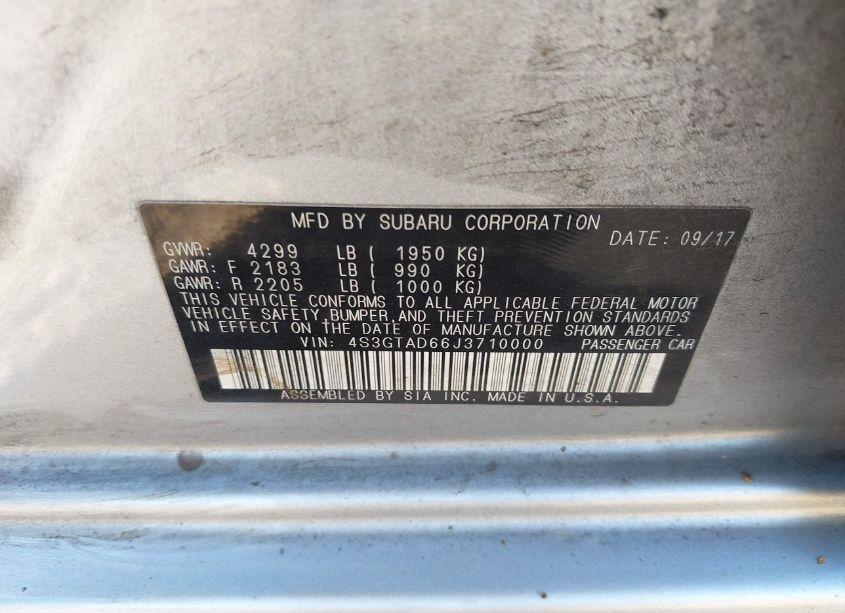 MFD BY SUBARU CORPORATION
DATE: 09/17
GVWR: 4299 LB ( 1950 KG)
GAWR: F 2183 LB ( 990 KG)
GAWR: R 2205 LB ( 1000 KG)
THIS VEHICLE CONFORMS TO ALL APPLICABLE FEDERAL MOTOR
VEHICLE SAFETY, BUMPER, AND THEFT PREVENTION STANDARDS
IN EFFECT ON THE DATE OF MANUFACTURE SHOWN ABOVE.
VIN: 4S3GTAD66J3710000 PASSENGER CAR
ASSEMBLED BY SIA INC. MADE IN U.S.A.